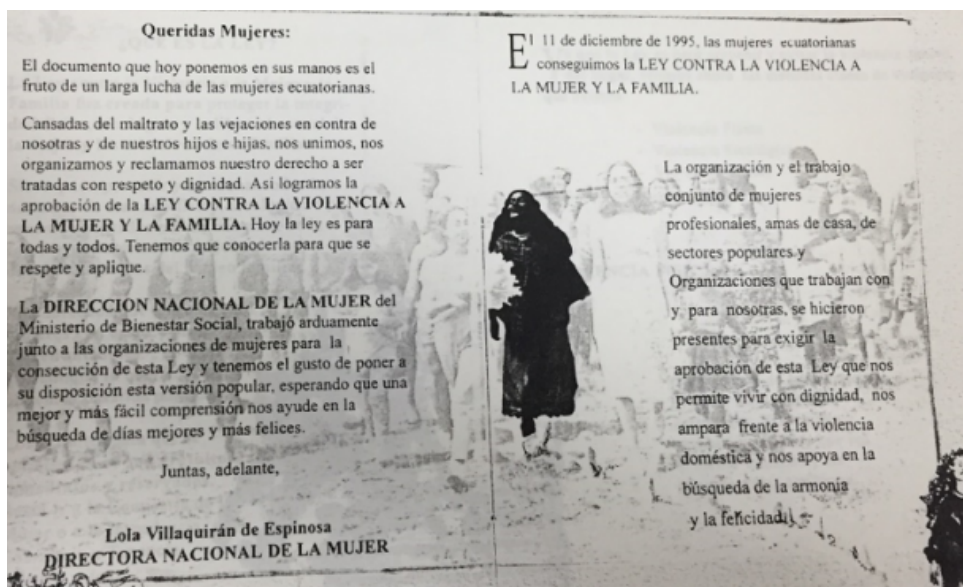 Queridas Mujeres:
El documento que hoy ponemos en sus manos es el
fruto de un larga lucha de las mujeres ecuatorianas.
Cansadas del maltrato y las vejaciones en contra de
nosotras y de nuestros hijos e hijas, nos unimos, nos
organizamos y reclamamos nuestro derecho a ser
tratadas con respeto y dignidad. Asi logramos la
aprobación de la LEY CONTRA LA VIOLENCIA A
LA MUJER Y LA FAMILIA. Hoy la ley es para
todas y todos. Tenemos que conocerla para que se
respete y aplique.
La DIRECCION NACIONAL DE LA MUJER del
Ministerio de Bienestar Social, trabajó arduamente
junto a las organizaciones de mujeres para la
consecución de esta Ley y tenemos el gusto de poner a
su disposición esta versión popular, esperando que una
mejor y más fácil comprensión nos ayude en la
búsqueda de días mejores y más felices.
Juntas, adelante,
Lola Villaquirán de Espinosa
DIRECTORA NACIONAL DE LA MUJER
El 11 de diciembre de 1995, las mujeres ecuatorianas
conseguimos la LEY CONTRA LA VIOLENCIA A
LA MUJER Y LA FAMILIA.
La organización y el trabajo
conjunto de mujeres
profesionales, amas de casa, de
sectores populares y
Organizaciones que trabajan con
y para nosotras, se hicieron
presentes para exigir la
aprobación de esta Ley que nos
permite vivir con dignidad, nos
ampara frente a la violencia
doméstica y nos apoya en la
búsqueda de la armonía
y la felicidad